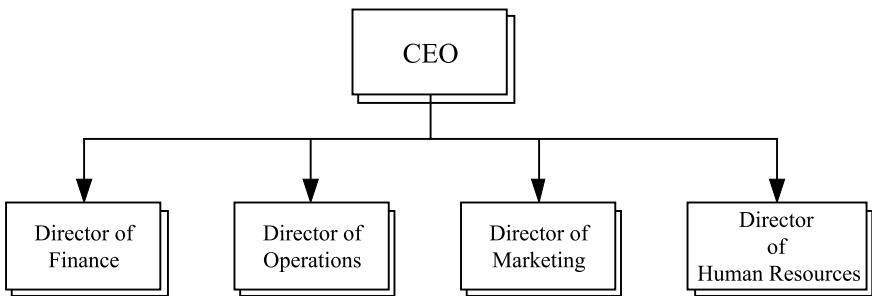 CEO
Director of
Finance
Director of
Operations
Director of
Marketing
Director
of
Human Resources